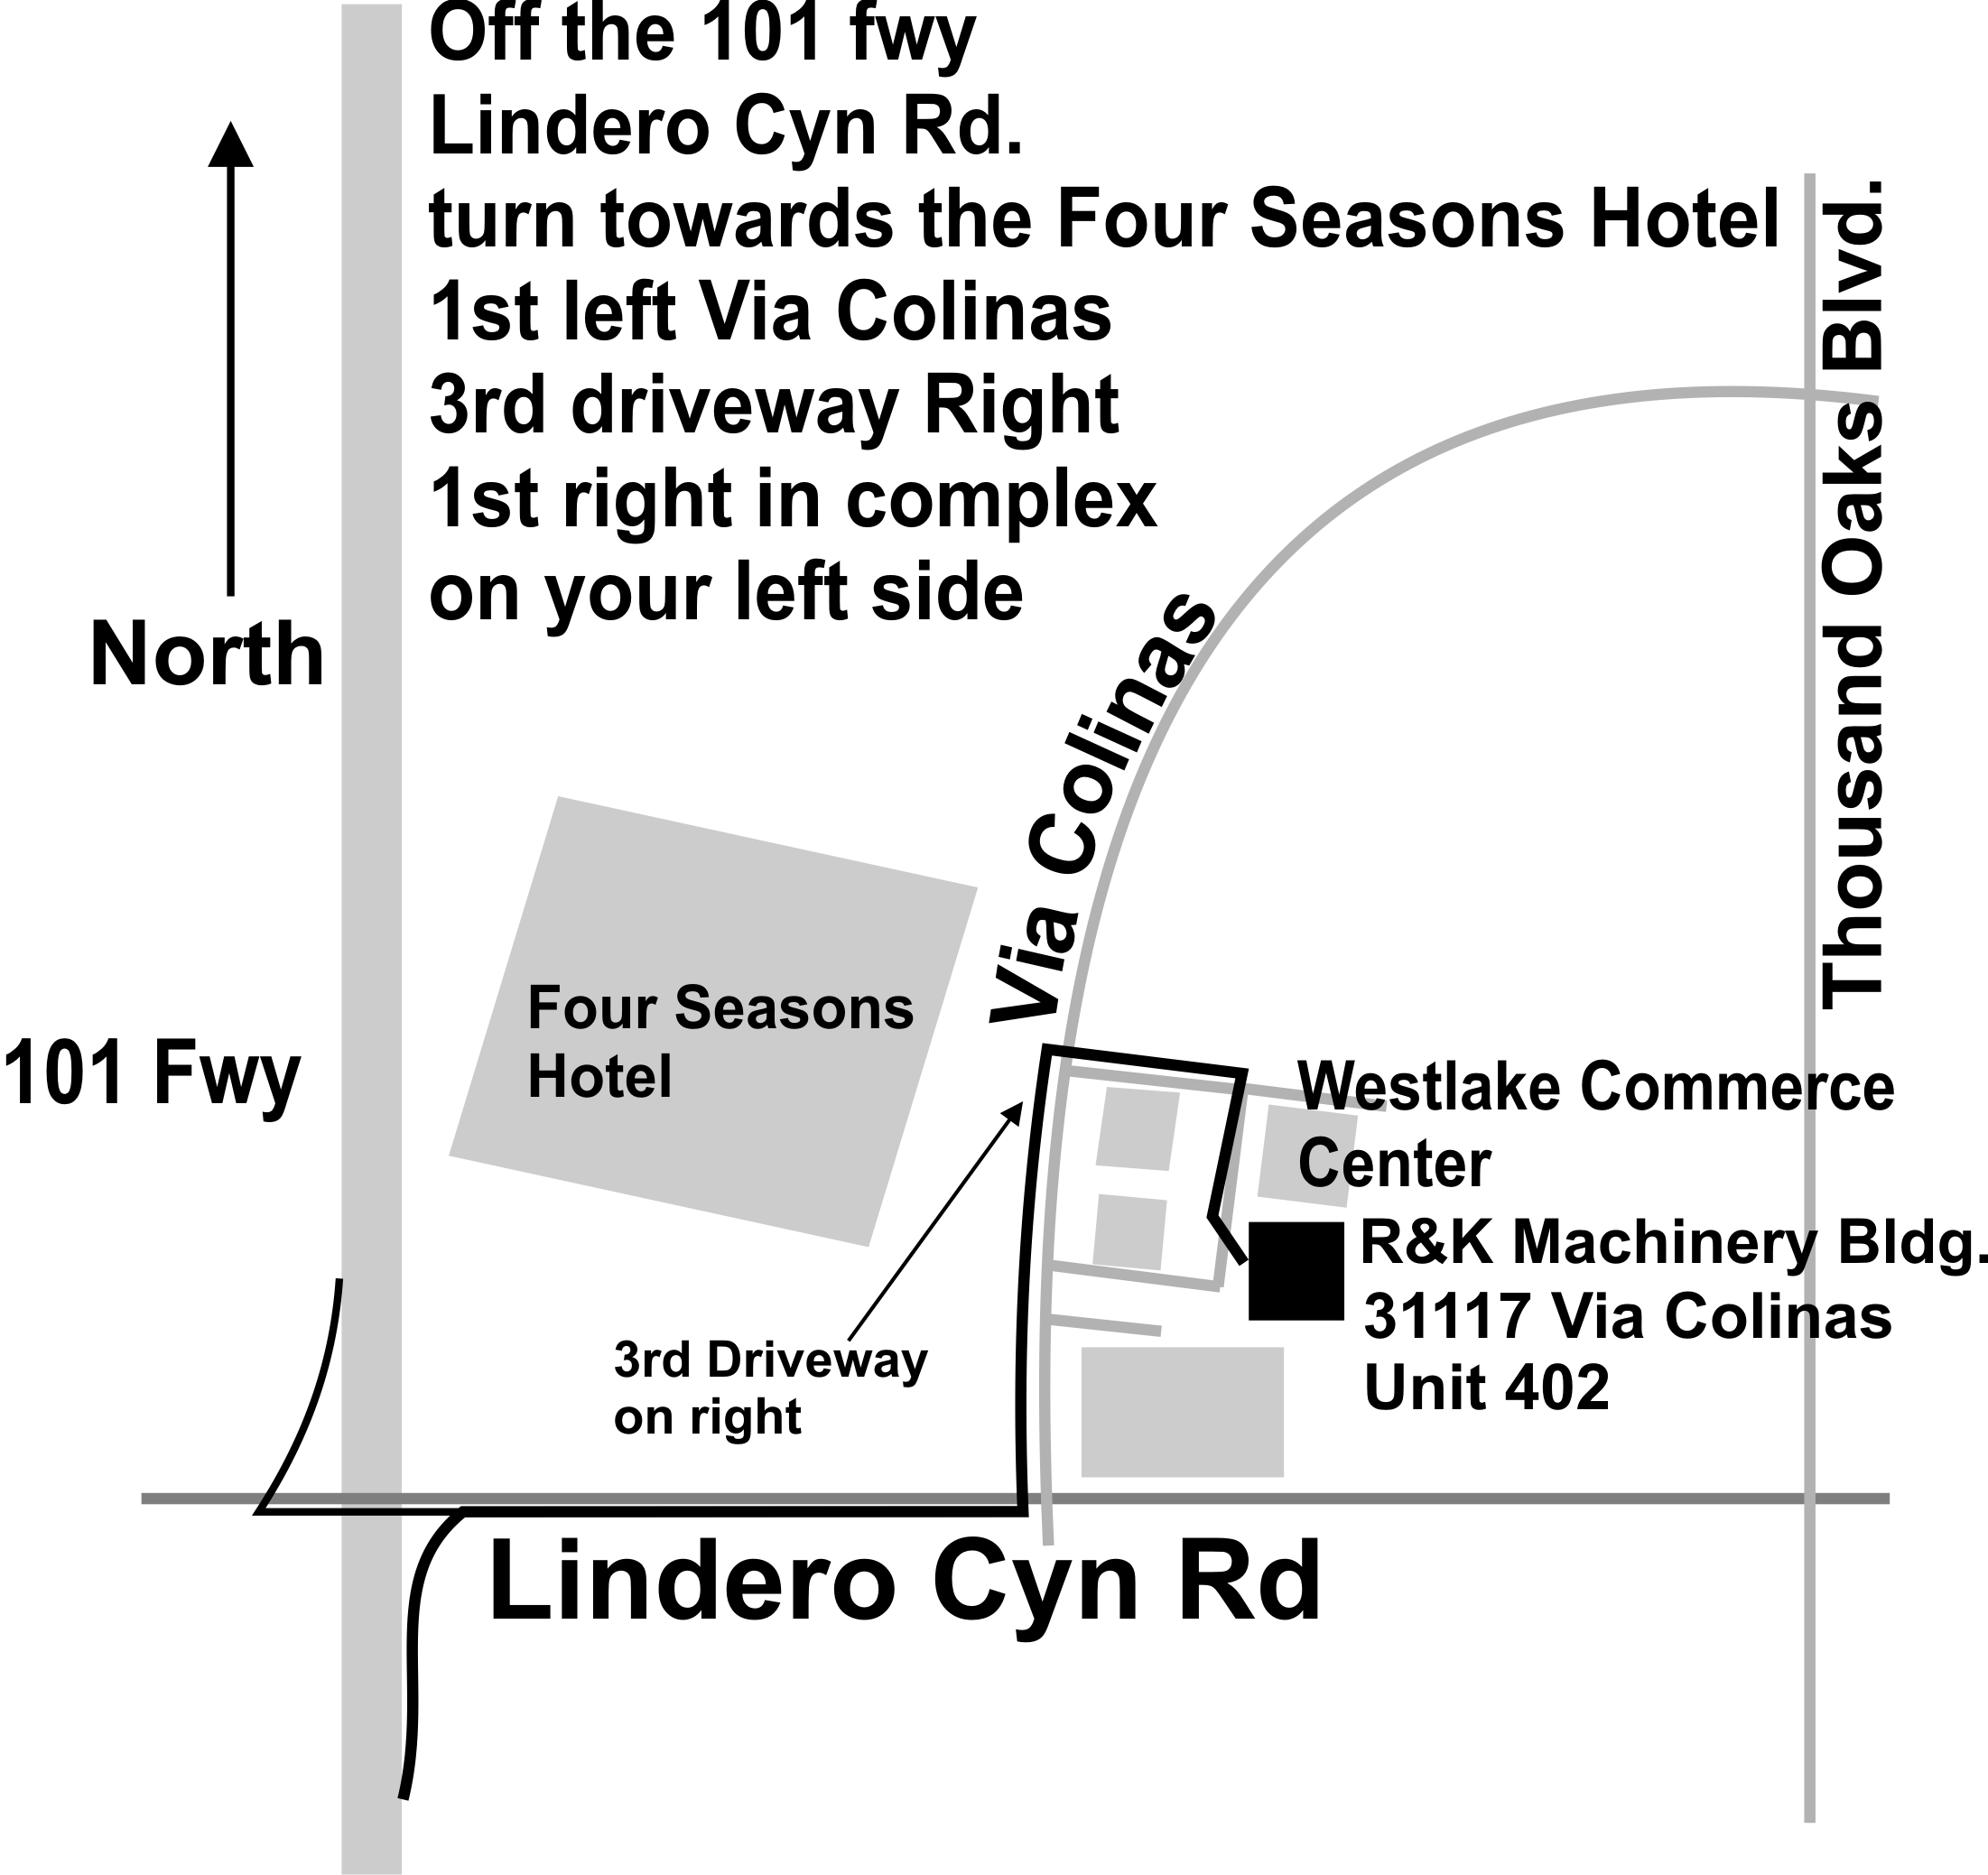 Off the 101 fwy
Lindero Cyn Rd.
turn towards the Four Seasons Hotel
1st left Via Colinas
3rd driveway Right
1st right in complex
on your left side
North
Thousand Oaks Blvd.
Via Colinas
Four Seasons
Hotel
101 Fwy
Westlake Commerce
Center
R&K Machinery Bldg.
31117 Via Colinas
Unit 402
3rd Driveway
on right
Lindero Cyn Rd